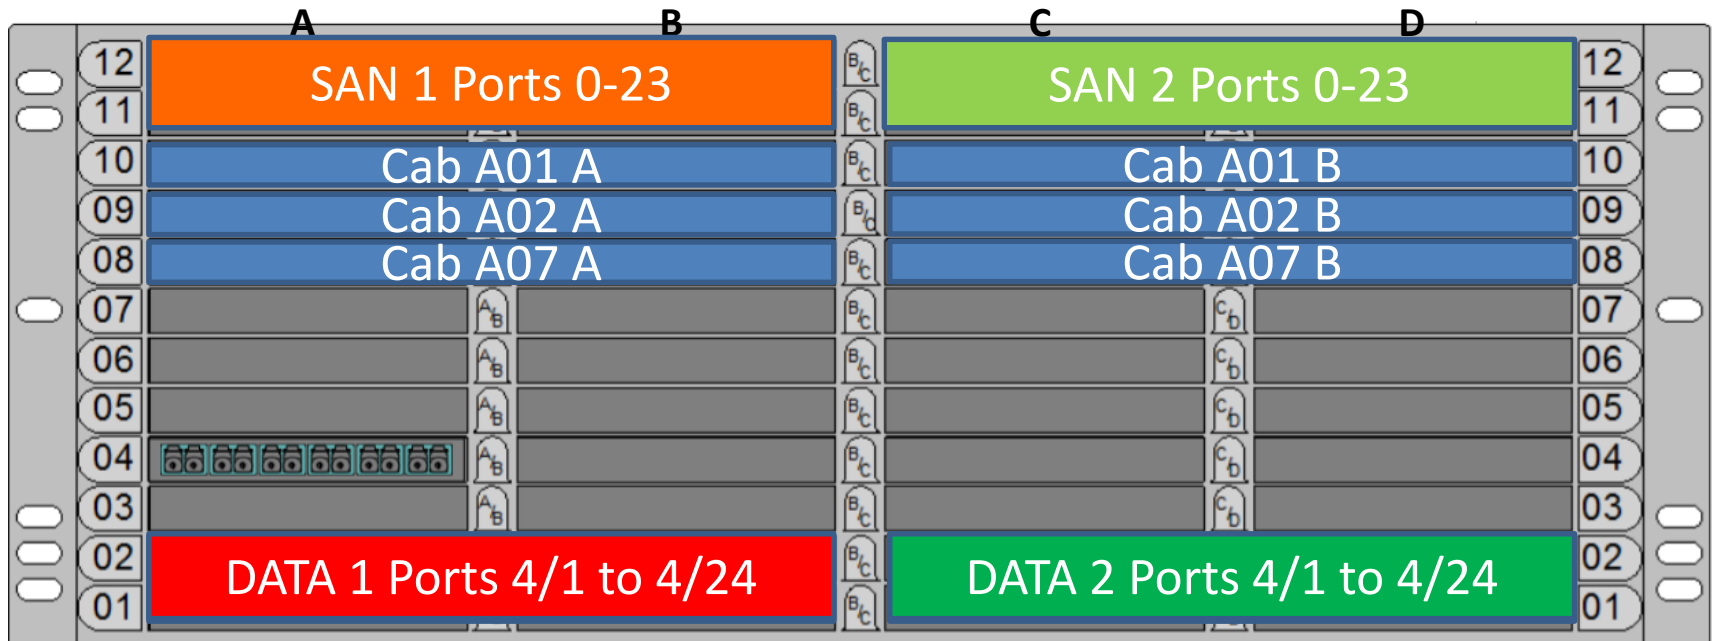 A B C D
12 SAN 1 Ports 0-23 B/C SAN 2 Ports 0-23 12
11 B/C 11
10 Cab A01 A B/C Cab A01 B 10
09 Cab A02 A B/C Cab A02 B 09
08 Cab A07 A B/C Cab A07 B 08
07 A/B B/C C/D 07
06 A/B B/C C/D 06
05 A/B B/C C/D 05
04 A/B B/C C/D 04
03 A/B B/C C/D 03
02 DATA 1 Ports 4/1 to 4/24 B/C DATA 2 Ports 4/1 to 4/24 02
01 B/C 01